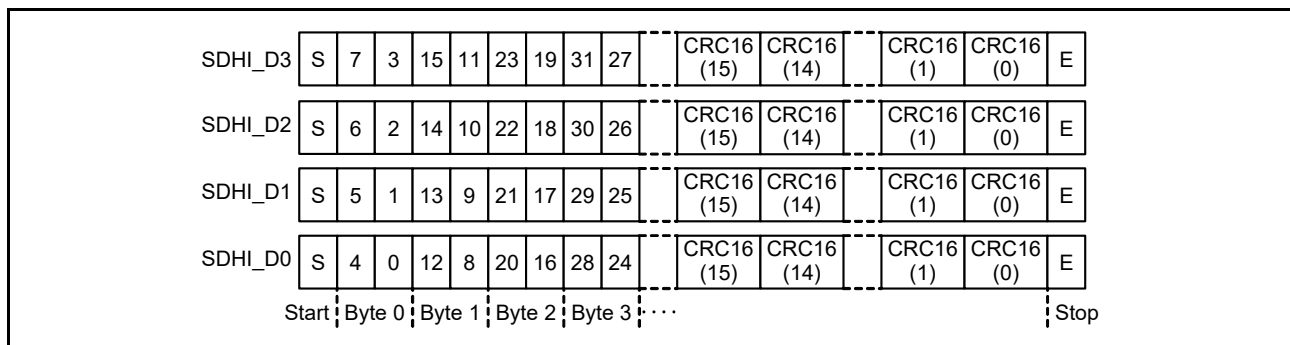 SDHI_D3 S 7 3 15 11 23 19 31 27 CRC16 (15) CRC16 (14) CRC16 (1) CRC16 (0) E
SDHI_D2 S 6 2 14 10 22 18 30 26 CRC16 (15) CRC16 (14) CRC16 (1) CRC16 (0) E
SDHI_D1 S 5 1 13 9 21 17 29 25 CRC16 (15) CRC16 (14) CRC16 (1) CRC16 (0) E
SDHI_D0 S 4 0 12 8 20 16 28 24 CRC16 (15) CRC16 (14) CRC16 (1) CRC16 (0) E
Start Byte 0 Byte 1 Byte 2 Byte 3 ···· Stop